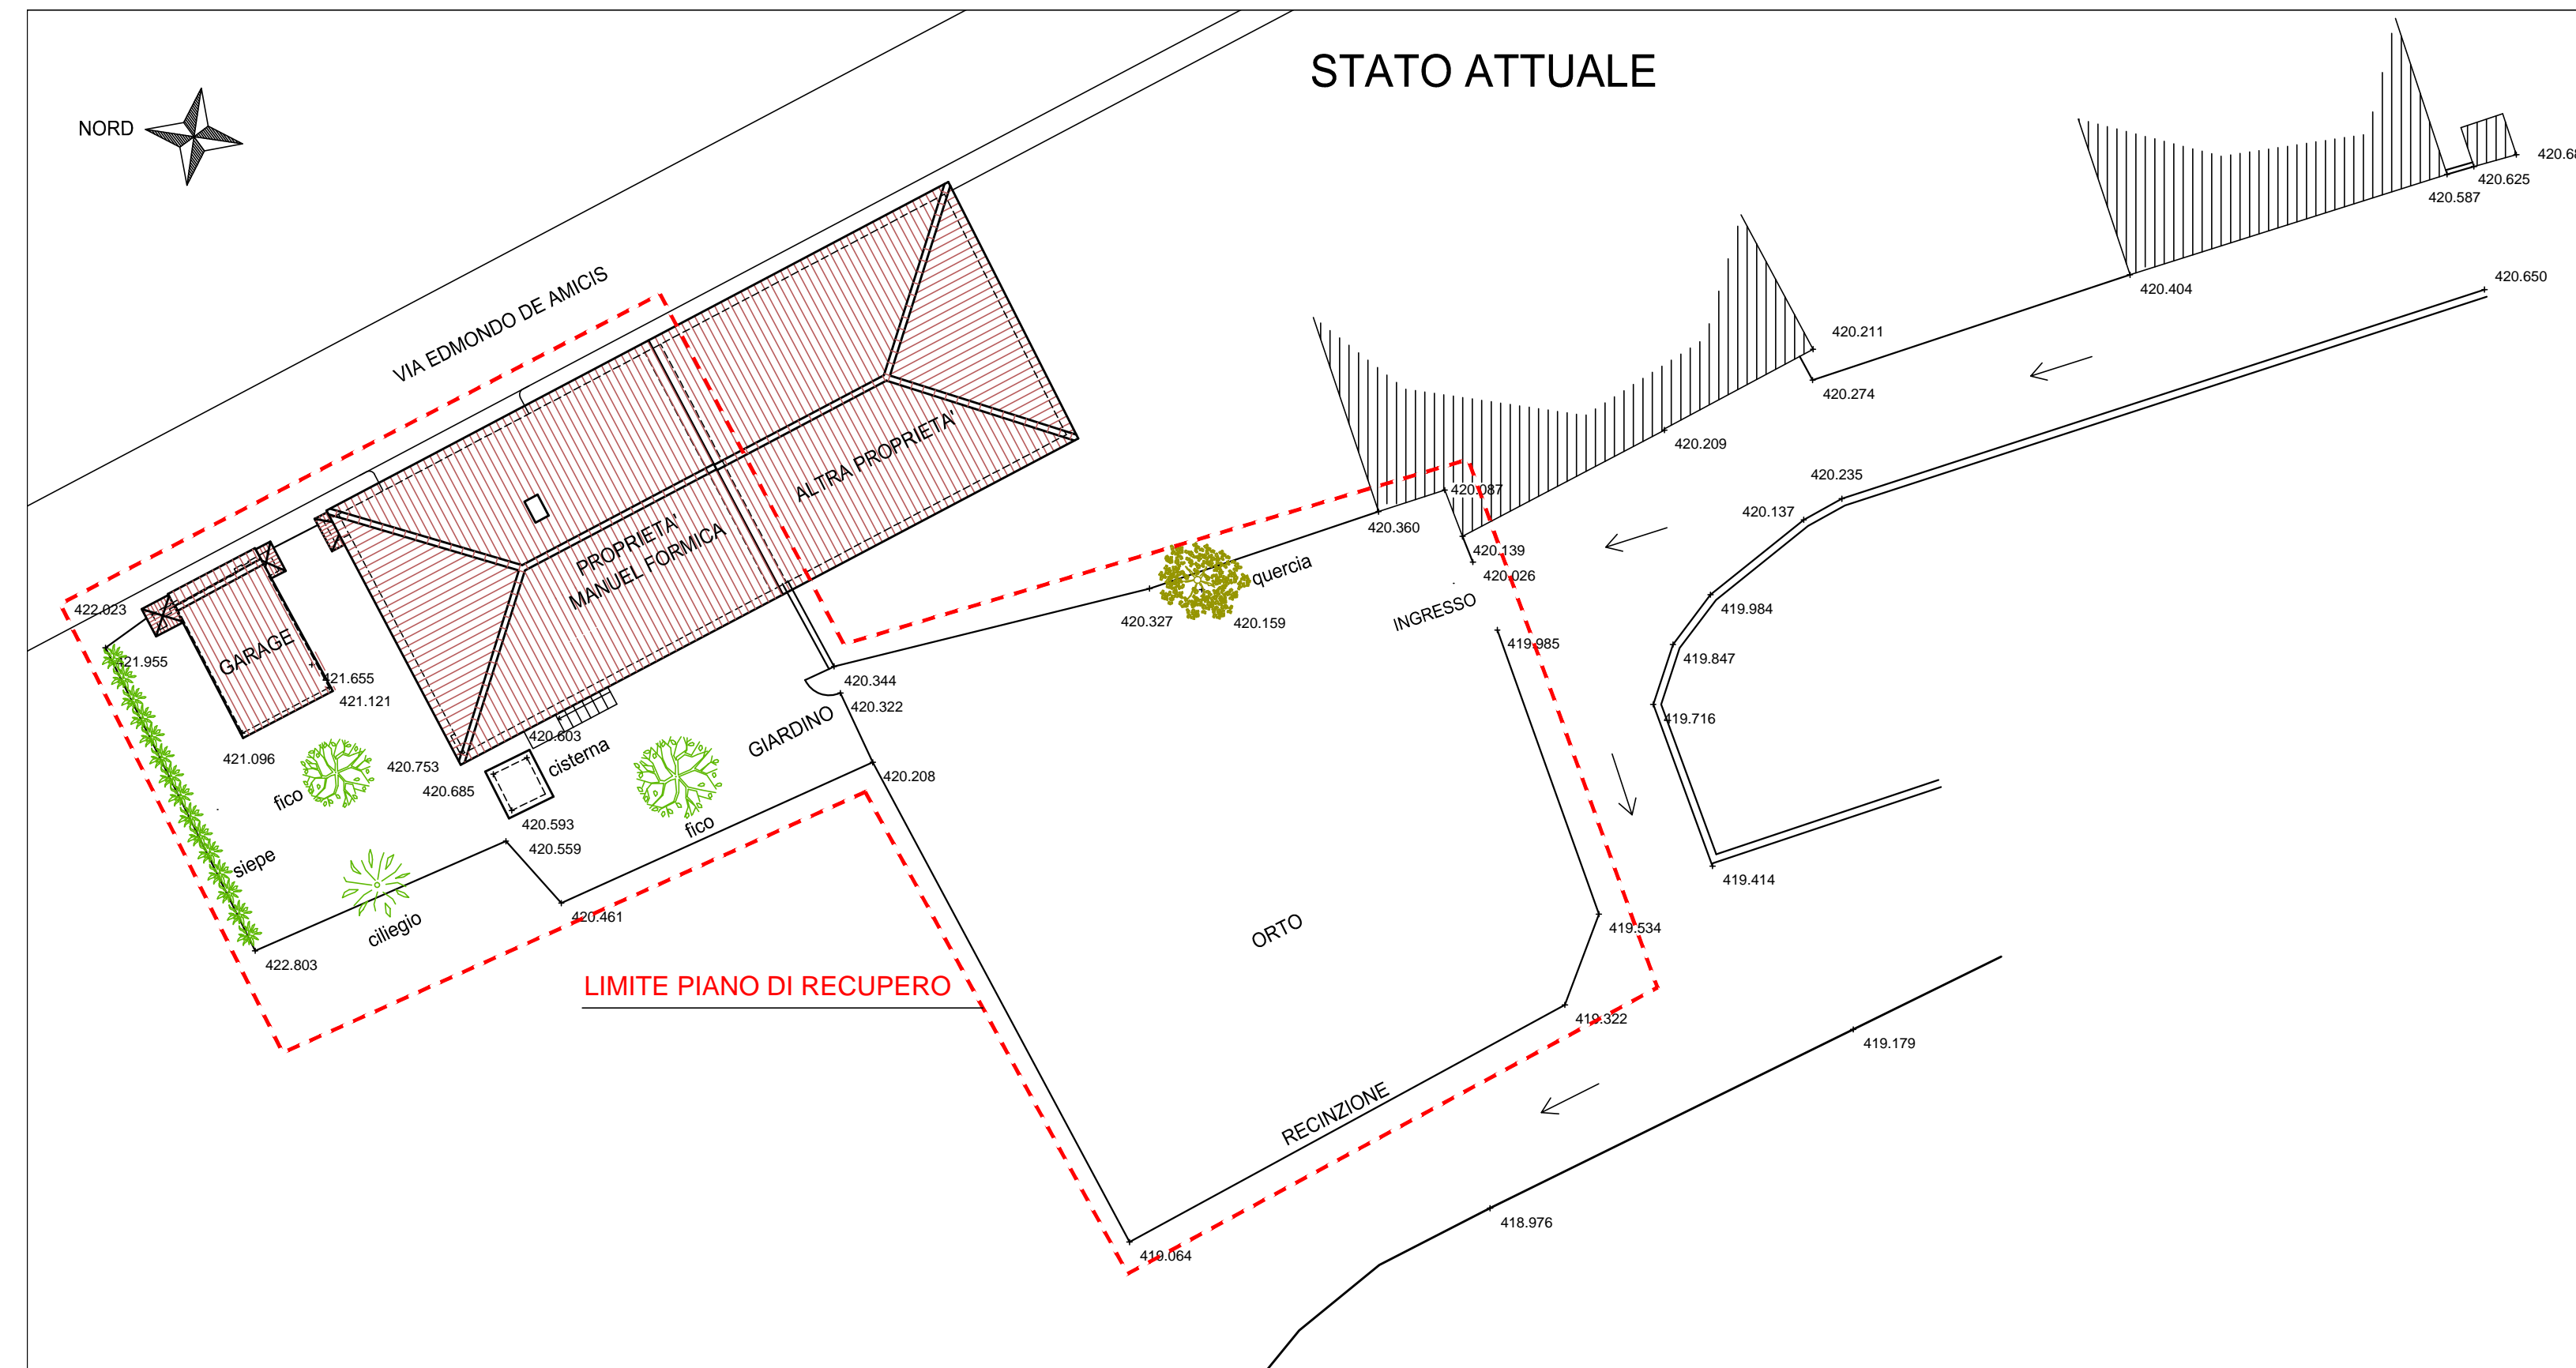 STATO ATTUALE
NORD
VIA EDMONDO DE AMICIS
ALTRA PROPRIETA'
PROPRIETA'
MANUEL FORMICA
GARAGE
420.625
420.587
420.650
420.404
420.211
420.274
420.209
420.235
420.137
420.087
420.360
420.139
420.026
quercia
INGRESSO
420.327
420.159
419.984
419.985
419.847
419.716
419.414
422.023
421.955
421.655
421.121
421.096
420.344
420.322
GIARDINO
420.603
cisterna
420.753
420.685
420.208
fico
fico
420.593
420.559
siepe
ciliegio
420.461
422.803
LIMITE PIANO DI RECUPERO
ORTO
419.534
419.322
419.179
RECINZIONE
418.976
419.064